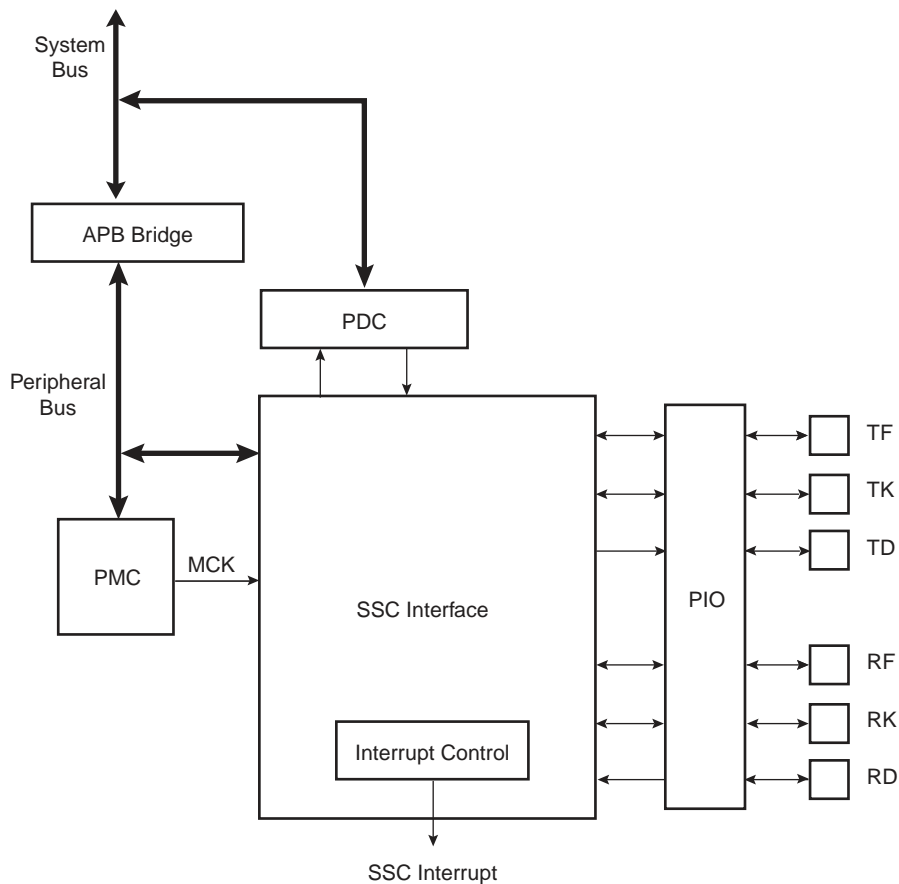 System
Bus
APB Bridge
PDC
Peripheral
Bus
TF
TK
TD
PMC
MCK
SSC Interface
PIO
RF
RK
RD
Interrupt Control
SSC Interrupt